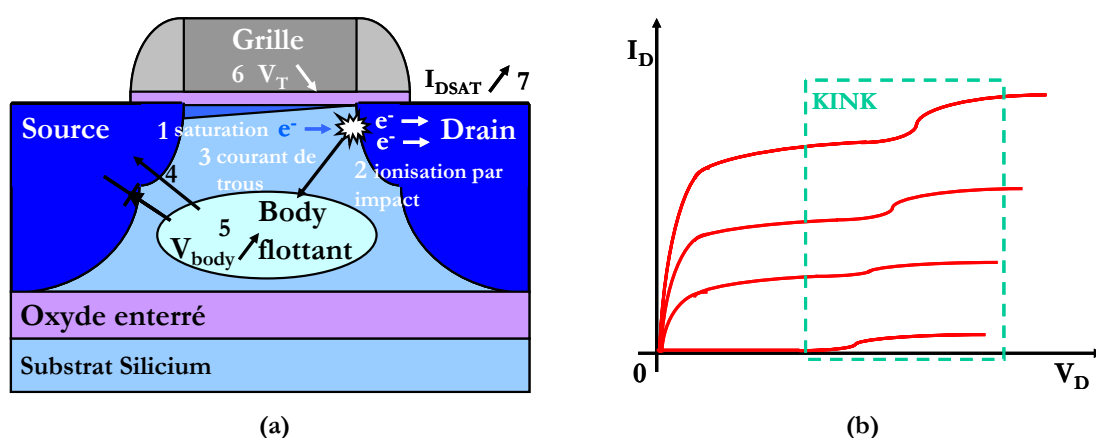 Grille
6 V_T
I_DSAT 7
Source
1 saturation e-
e-
e-
Drain
3 courant de
trous
2 ionisation par
impact
4
5
Body
V_body
flottant
Oxyde enterré
Substrat Silicium
(a)
I_D
KINK
0
V_D
(b)